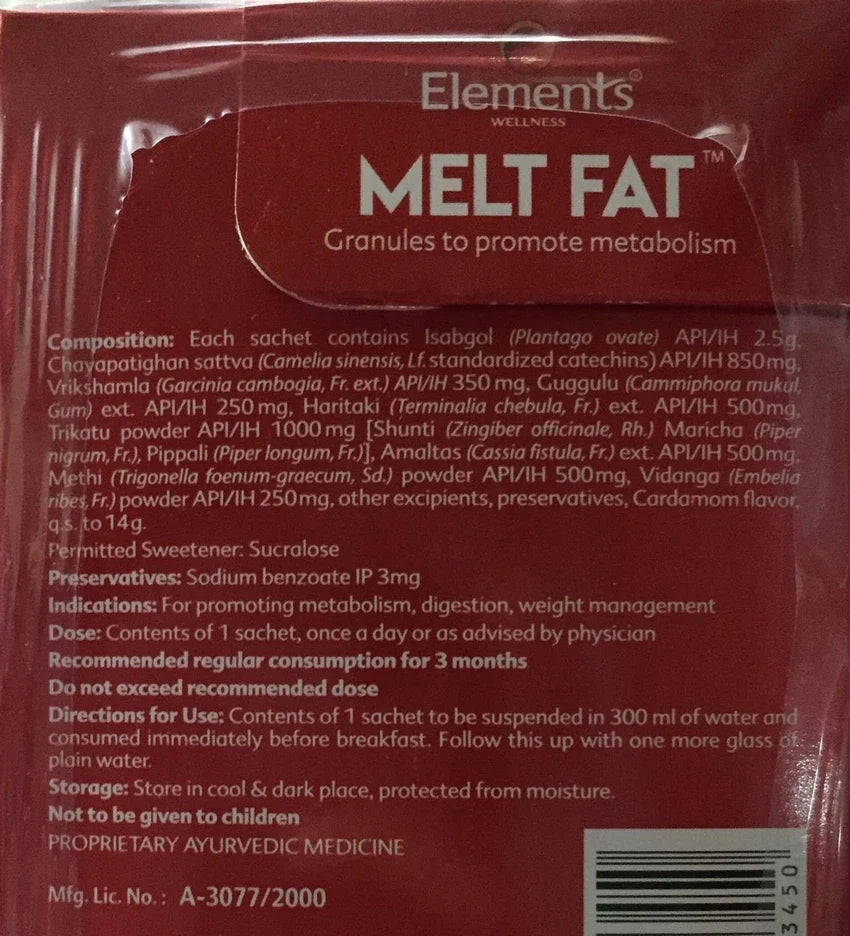 Elements®
WELLNESS
MELT FAT™
Granules to promote metabolism
Composition: Each sachet contains Isabgol (Plantago ovate) API/IH 2.5g,
Chayapatighan sattva (Camelia sinensis, Lf. standardized catechins) API/IH 850mg,
Vrikshamla (Garcinia cambogia, Fr. ext.) API/IH 350 mg, Guggulu (Cammiphora mukul,
Gum) ext. API/IH 250 mg, Haritaki (Terminalia chebula, Fr.) ext. API/IH 500mg,
Trikatu powder API/IH 1000 mg [Shunti (Zingiber officinale, Rh.) Maricha (Piper
nigrum, Fr.), Pippali (Piper longum, Fr.)], Amaltas (Cassia fistula, Fr.) ext. API/IH 500mg,
Methi (Trigonella foenum-graecum, Sd.) powder API/IH 500mg, Vidanga (Embelia
ribes, Fr.) powder API/IH 250mg, other excipients, preservatives, Cardamom flavor,
q.s. to 14g.
Permitted Sweetener: Sucralose
Preservatives: Sodium benzoate IP 3mg
Indications: For promoting metabolism, digestion, weight management
Dose: Contents of 1 sachet, once a day or as advised by physician
Recommended regular consumption for 3 months
Do not exceed recommended dose
Directions for Use: Contents of 1 sachet to be suspended in 300 ml of water and
consumed immediately before breakfast. Follow this up with one more glass of
plain water.
Storage: Store in cool & dark place, protected from moisture.
Not to be given to children
PROPRIETARY AYURVEDIC MEDICINE
Mfg. Lic. No.: A-3077/2000
3450